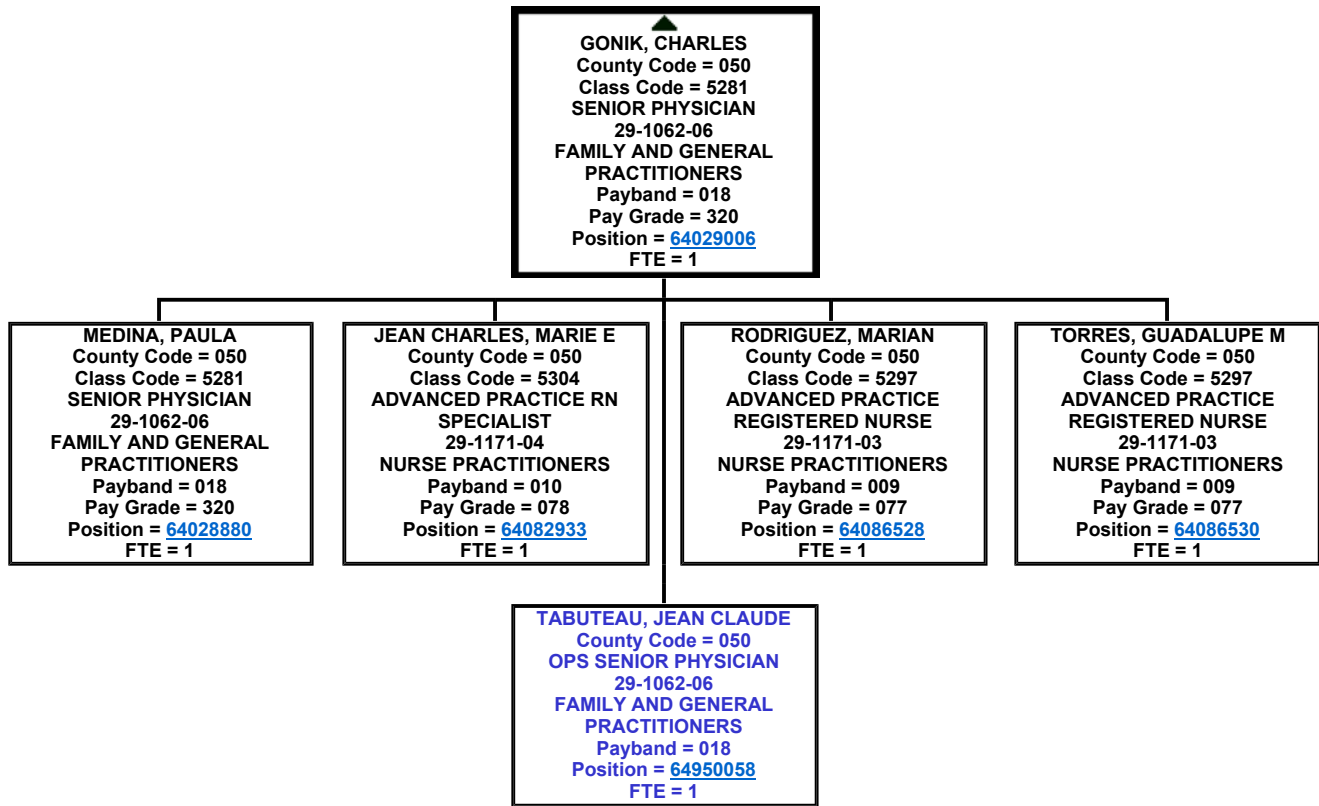 GONIK, CHARLES
County Code = 050
Class Code = 5281
SENIOR PHYSICIAN
29-1062-06
FAMILY AND GENERAL
PRACTITIONERS
Payband = 018
Pay Grade = 320
Position = 64029006
FTE = 1
MEDINA, PAULA
County Code = 050
Class Code = 5281
SENIOR PHYSICIAN
29-1062-06
FAMILY AND GENERAL
PRACTITIONERS
Payband = 018
Pay Grade = 320
Position = 64028880
FTE = 1
JEAN CHARLES, MARIE E
County Code = 050
Class Code = 5304
ADVANCED PRACTICE RN
SPECIALIST
29-1171-04
NURSE PRACTITIONERS
Payband = 010
Pay Grade = 078
Position = 64082933
FTE = 1
RODRIGUEZ, MARIAN
County Code = 050
Class Code = 5297
ADVANCED PRACTICE
REGISTERED NURSE
29-1171-03
NURSE PRACTITIONERS
Payband = 009
Pay Grade = 077
Position = 64086528
FTE = 1
TORRES, GUADALUPE M
County Code = 050
Class Code = 5297
ADVANCED PRACTICE
REGISTERED NURSE
29-1171-03
NURSE PRACTITIONERS
Payband = 009
Pay Grade = 077
Position = 64086530
FTE = 1
TABUTEAU, JEAN CLAUDE
County Code = 050
OPS SENIOR PHYSICIAN
29-1062-06
FAMILY AND GENERAL
PRACTITIONERS
Payband = 018
Position = 64950058
FTE = 1